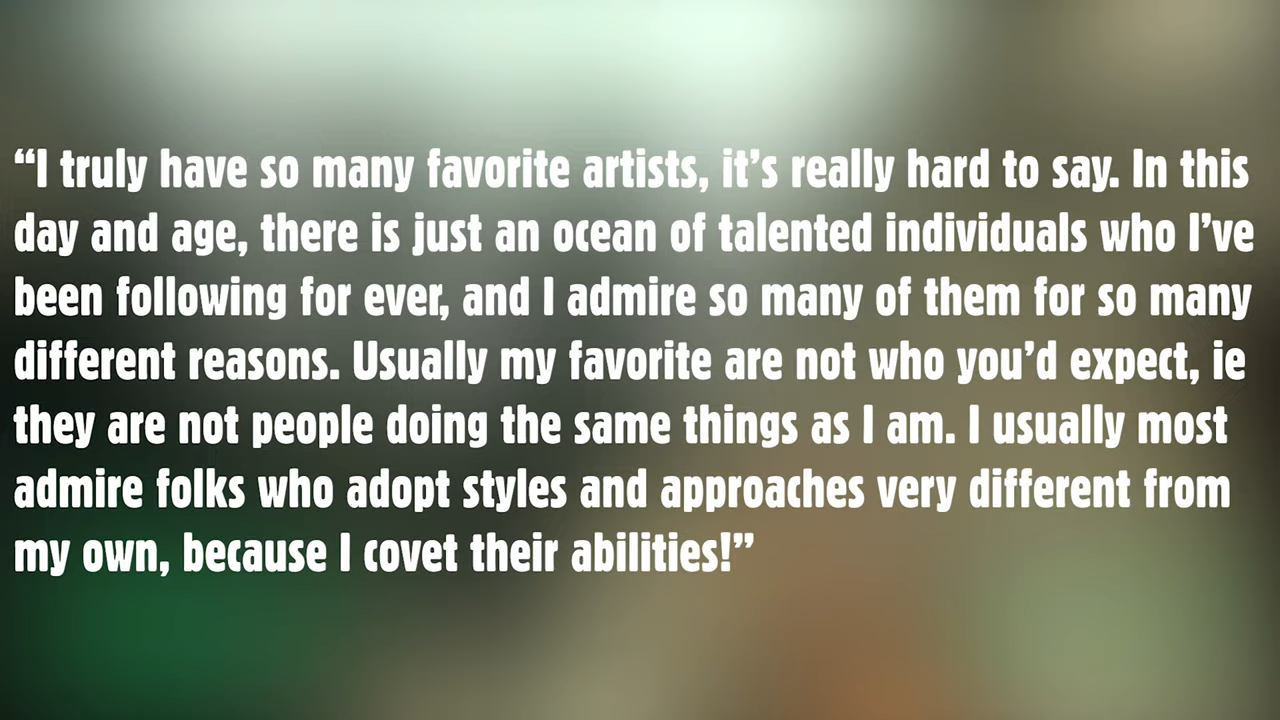 “I truly have so many favorite artists, it’s really hard to say. In this
day and age, there is just an ocean of talented individuals who I’ve
been following for ever, and I admire so many of them for so many
different reasons. Usually my favorite are not who you’d expect, ie
they are not people doing the same things as I am. I usually most
admire folks who adopt styles and approaches very different from
my own, because I covet their abilities!”